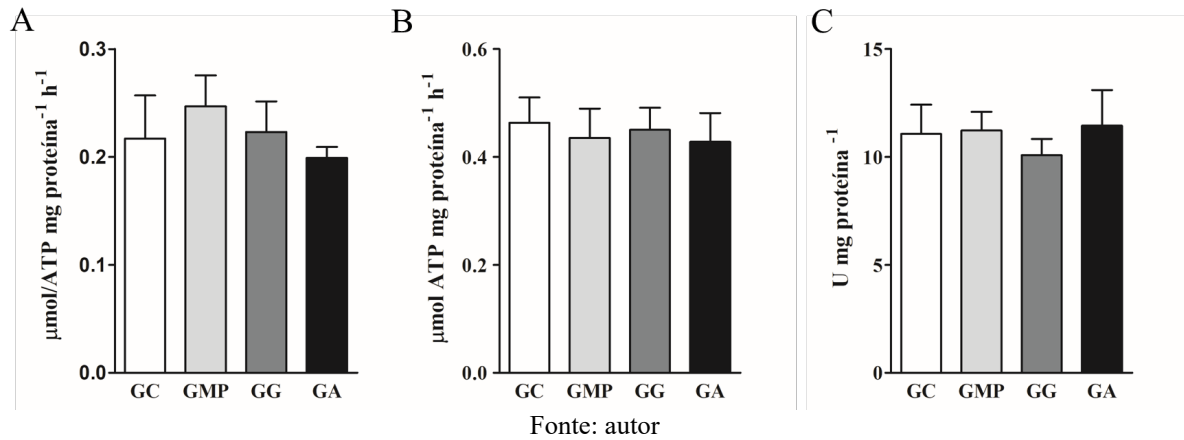 A
µmol/ATP mg proteína⁻¹ h⁻¹
0.3
0.2
0.1
0.0
GC GMP GG GA
B
µmol ATP mg proteína⁻¹ h⁻¹
0.6
0.4
0.2
0.0
GC GMP GG GA
C
U mg proteína ⁻¹
15
10
5
0
GC GMP GG GA
Fonte: autor